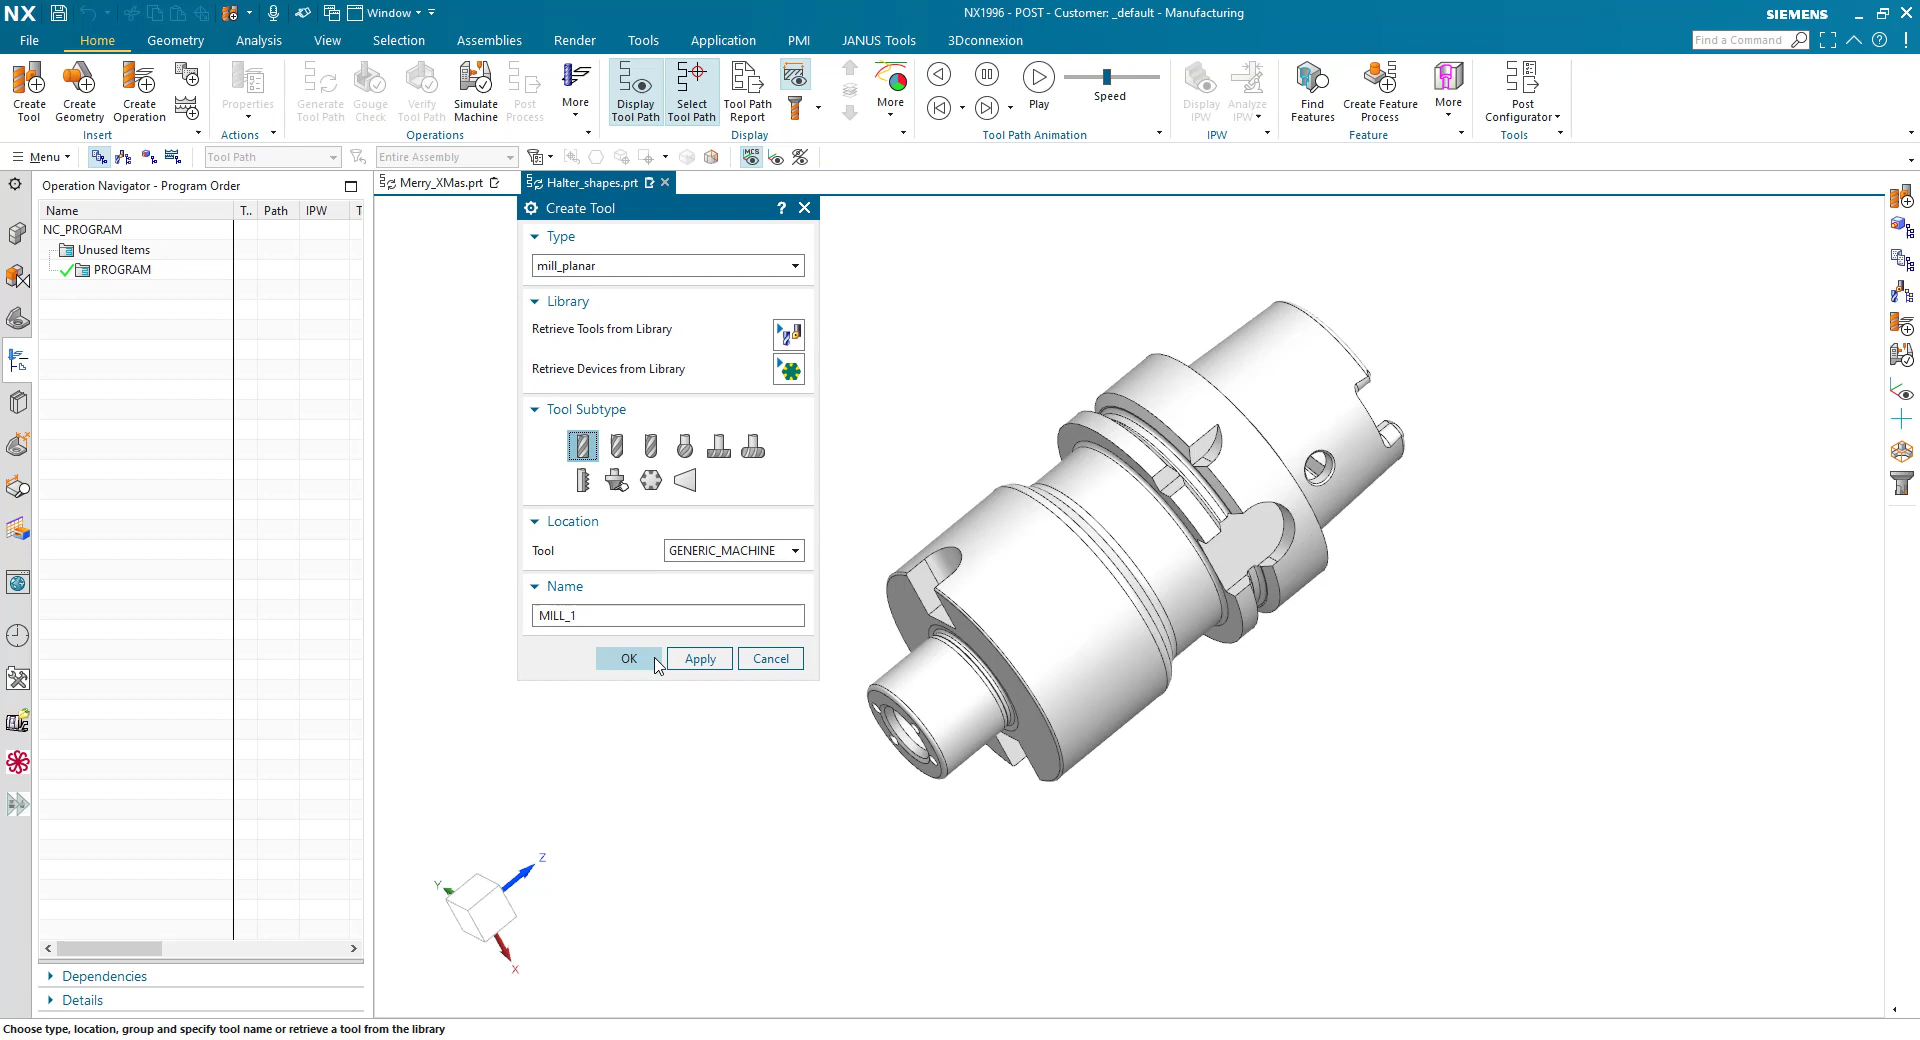 NX
Window
NX1996 - POST - Customer: _default - Manufacturing
SIEMENS
File
Home
Geometry
Analysis
View
Selection
Assemblies
Render
Tools
Application
PMI
JANUS Tools
3Dconnexion
Find a Command
Create Tool
Create Geometry
Create Operation
Insert
Properties
Actions
Generate Tool Path
Gouge Check
Verify Tool Path
Simulate Machine
Post Process
More
Operations
Display Tool Path
Select Tool Path
Tool Path Report
More
Display
Play
Speed
Tool Path Animation
Display IPW
Analyze IPW
IPW
Find Features
Create Feature Process
More
Feature
Post Configurator
Tools
Menu
Tool Path
Entire Assembly
MCS
Operation Navigator - Program Order
Name
T..
Path
IPW
T
NC_PROGRAM
Unused Items
PROGRAM
Dependencies
Details
Merry_XMas.prt
Halter_shapes.prt
Create Tool
?
Type
mill_planar
Library
Retrieve Tools from Library
Retrieve Devices from Library
Tool Subtype
Location
Tool
GENERIC_MACHINE
Name
MILL_1
OK
Apply
Cancel
Z
Y
X
Choose type, location, group and specify tool name or retrieve a tool from the library